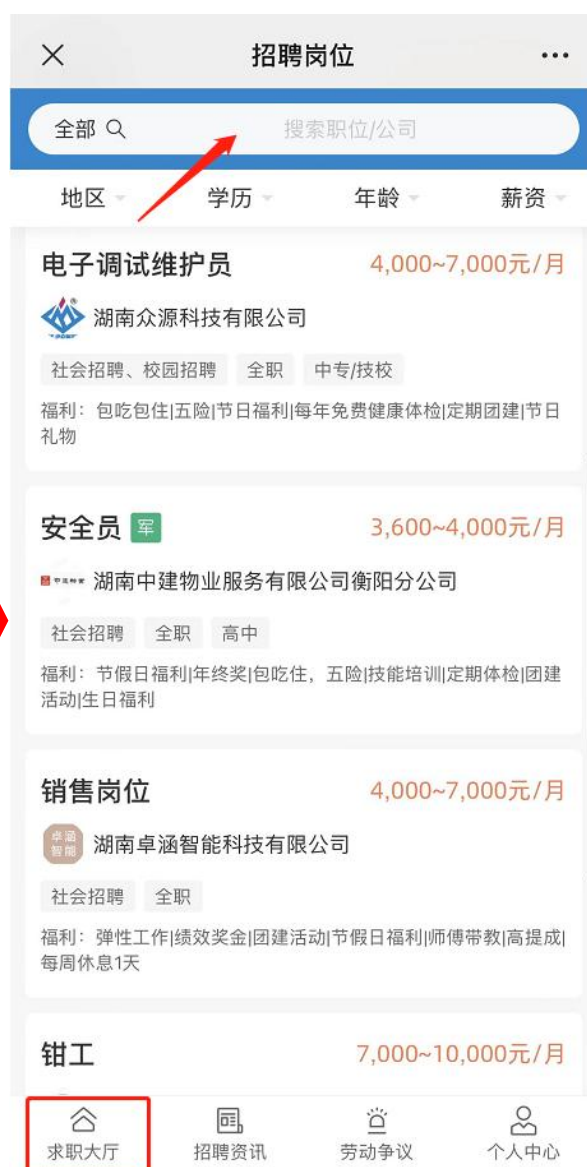 招聘岗位
全部 搜索职位/公司
地区 学历 年龄 薪资
电子调试维护员 4,000~7,000元/月
湖南众源科技有限公司
社会招聘、校园招聘 全职 中专/技校
福利：包吃包住|五险|节日福利|每年免费健康体检|定期团建|节日
礼物
安全员 军 3,600~4,000元/月
湖南中建物业服务有限公司衡阳分公司
社会招聘 全职 高中
福利：节假日福利|年终奖|包吃住，五险|技能培训|定期体检|团建
活动|生日福利
销售岗位 4,000~7,000元/月
卓涵
智能
湖南卓涵智能科技有限公司
社会招聘 全职
福利：弹性工作|绩效奖金|团建活动|节假日福利|师傅带教|高提成|
每周休息1天
钳工 7,000~10,000元/月
求职大厅 招聘资讯 劳动争议 个人中心